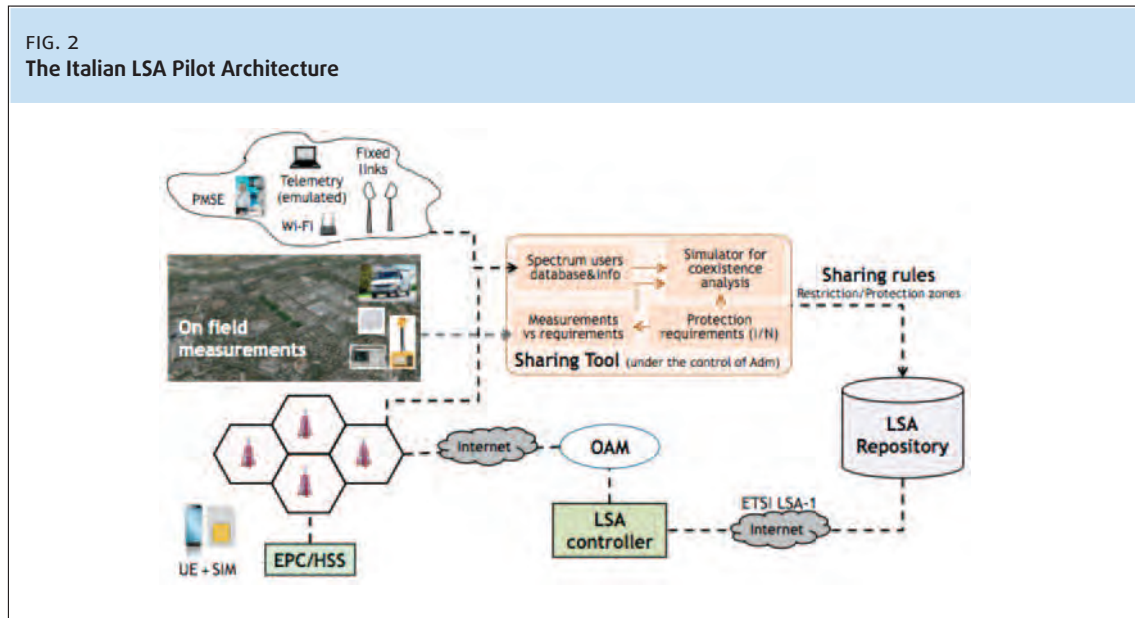 FIG. 2
The Italian LSA Pilot Architecture
Fixed
links
Telemetry
(emulated)
PMSE
Wi-Fi
Spectrum users
database&info
Simulator for
coexistence
analysis
Sharing rules
Restriction/Protection zones
On field
measurements
Measurements
vs requirements
Protection
requirements (I/N)
Sharing Tool (under the control of Adm)
LSA
Repository
Internet
OAM
ETSI LSA-1
Internet
LSA
controller
UE + SIM
EPC/HSS